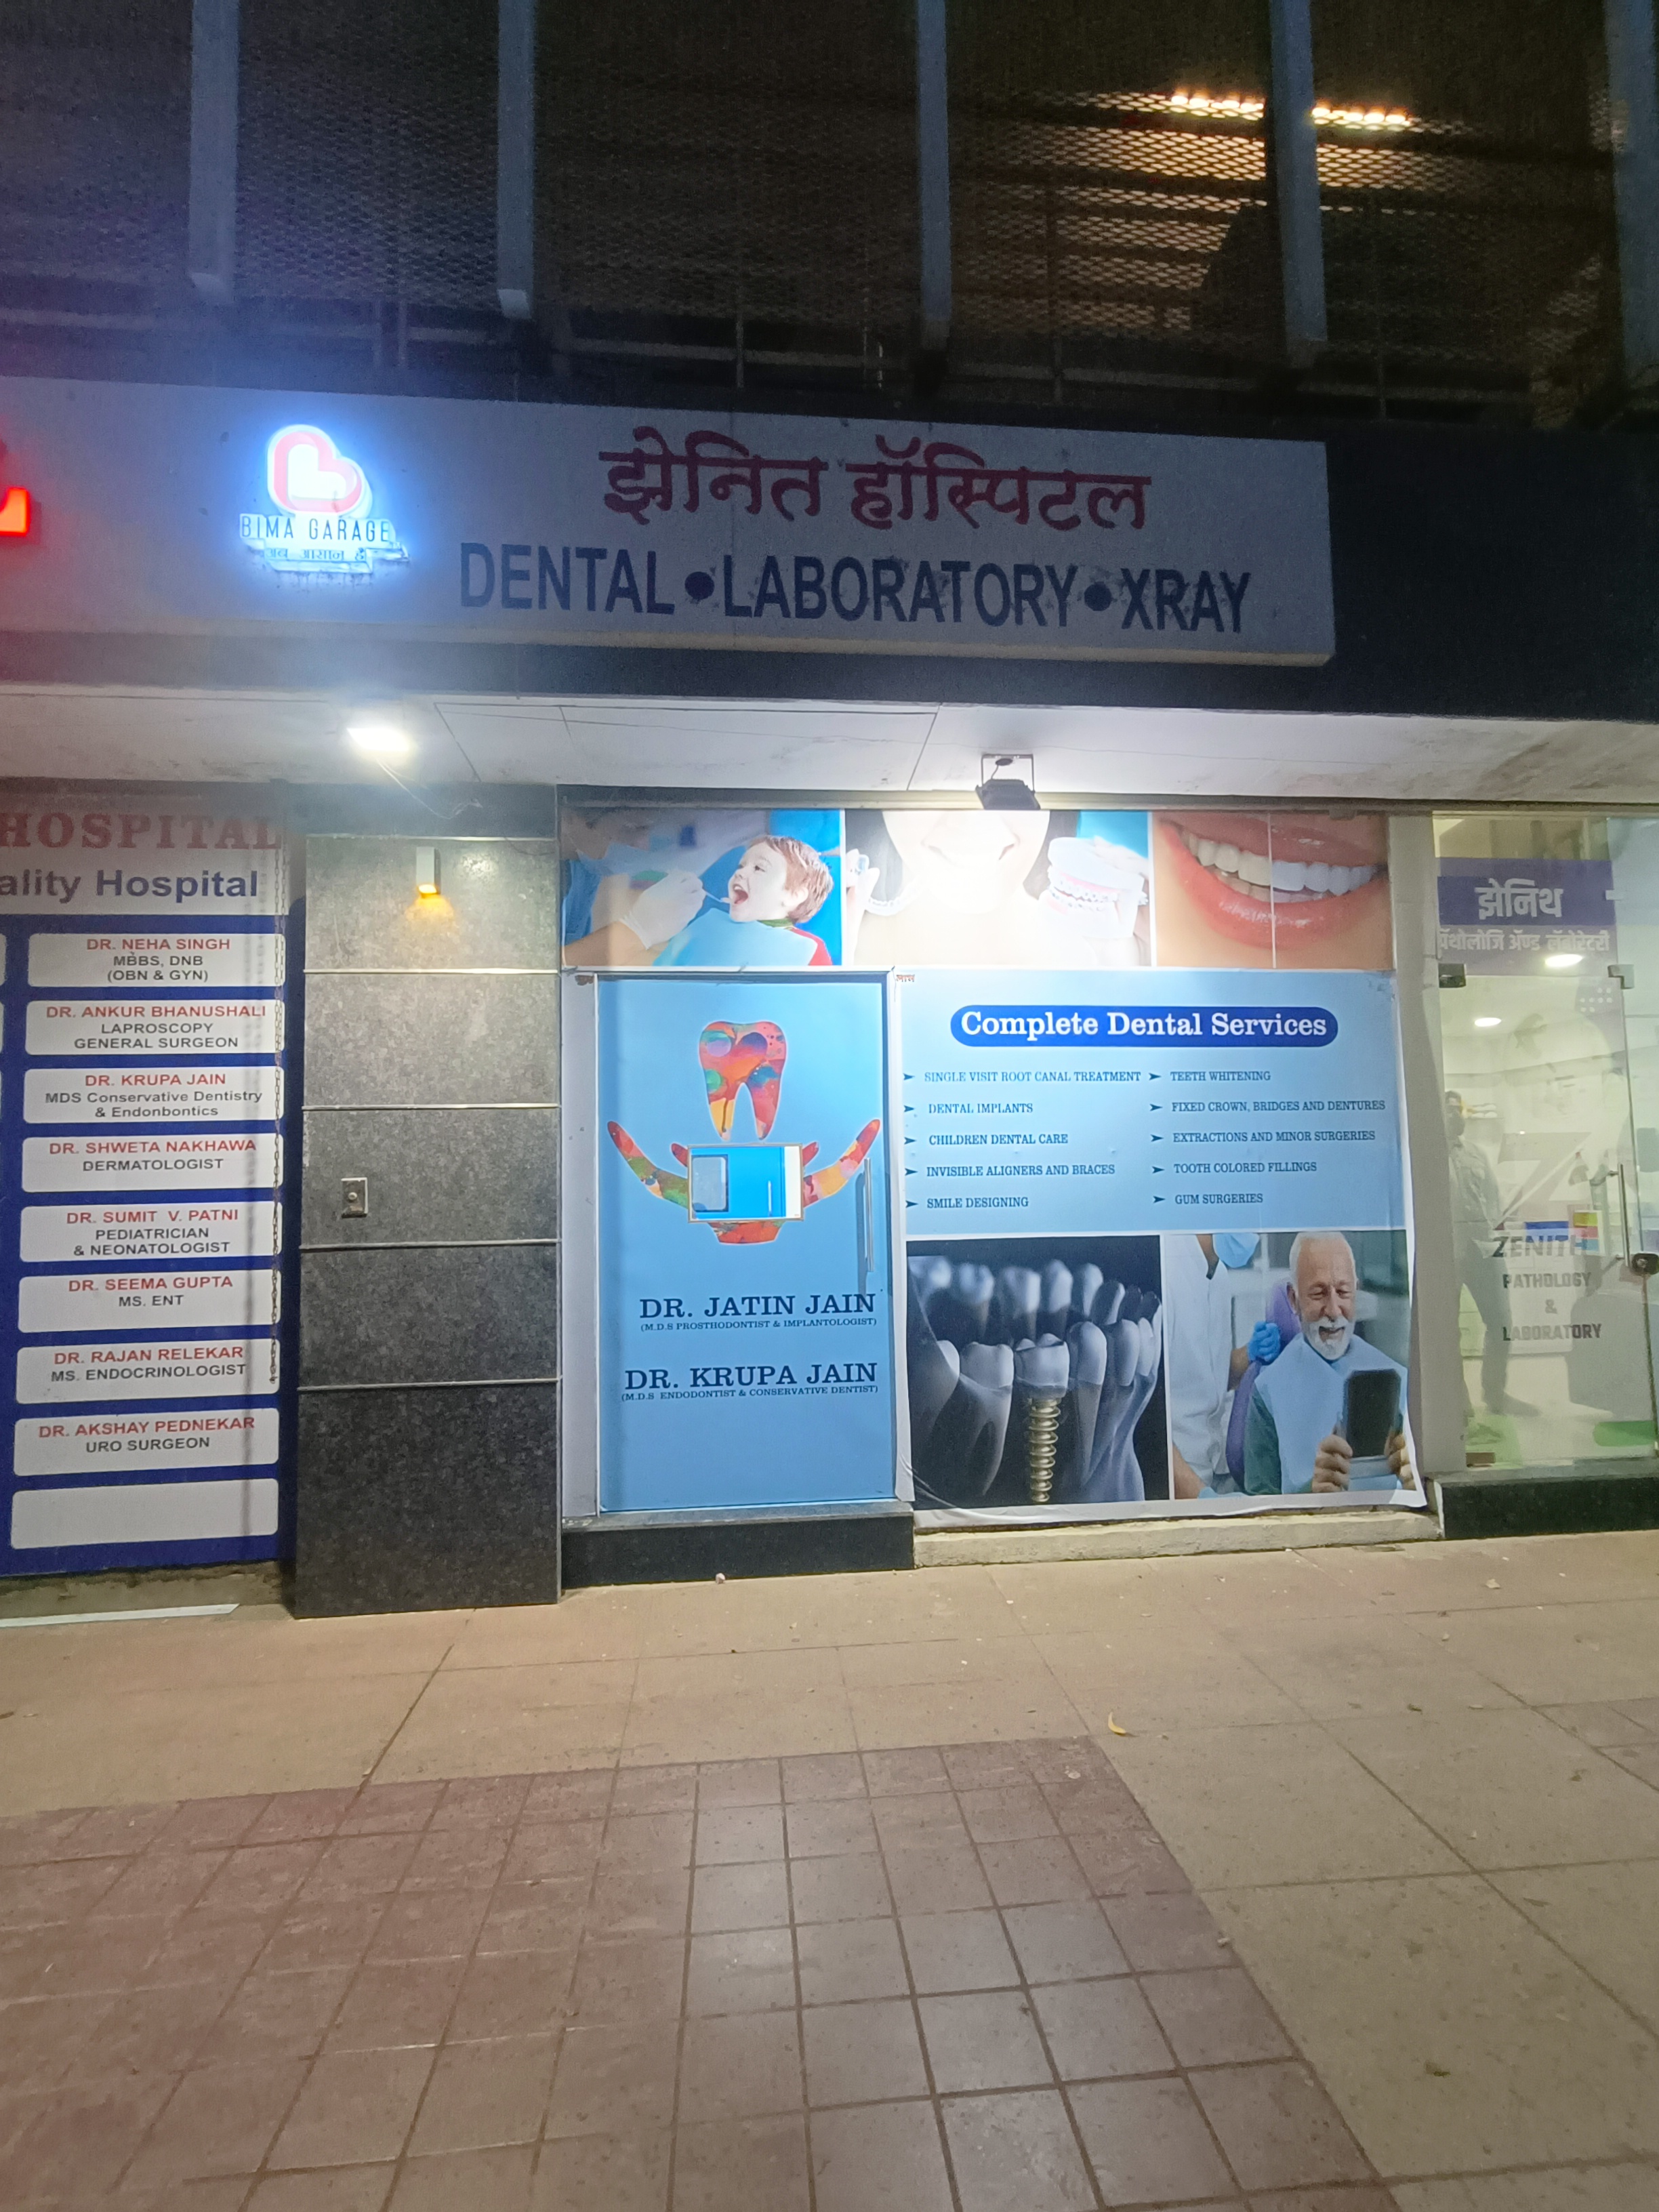 BIMA GARAGE
अब आसान है
झेनित हॉस्पिटल
DENTAL•LABORATORY•XRAY
HOSPITAL
ality Hospital
DR. NEHA SINGH
MBBS, DNB
(OBN & GYN)
DR. ANKUR BHANUSHALI
LAPROSCOPY
GENERAL SURGEON
DR. KRUPA JAIN
MDS Conservative Dentistry
& Endonbontics
DR. SHWETA NAKHAWA
DERMATOLOGIST
DR. SUMIT V. PATNI
PEDIATRICIAN
& NEONATOLOGIST
DR. SEEMA GUPTA
MS. ENT
DR. RAJAN RELEKAR
MS. ENDOCRINOLOGIST
DR. AKSHAY PEDNEKAR
URO SURGEON
DR. JATIN JAIN
(M.D.S PROSTHODONTIST & IMPLANTOLOGIST)
DR. KRUPA JAIN
(M.D.S ENDODONTIST & CONSERVATIVE DENTIST)
Complete Dental Services
SINGLE VISIT ROOT CANAL TREATMENT
DENTAL IMPLANTS
CHILDREN DENTAL CARE
INVISIBLE ALIGNERS AND BRACES
SMILE DESIGNING
TEETH WHITENING
FIXED CROWN, BRIDGES AND DENTURES
EXTRACTIONS AND MINOR SURGERIES
TOOTH COLORED FILLINGS
GUM SURGERIES
झेनिथ
पॅथोलोजि ॲण्ड लॅबोरेटरी
ZENITH
PATHOLOGY
&
LABORATORY